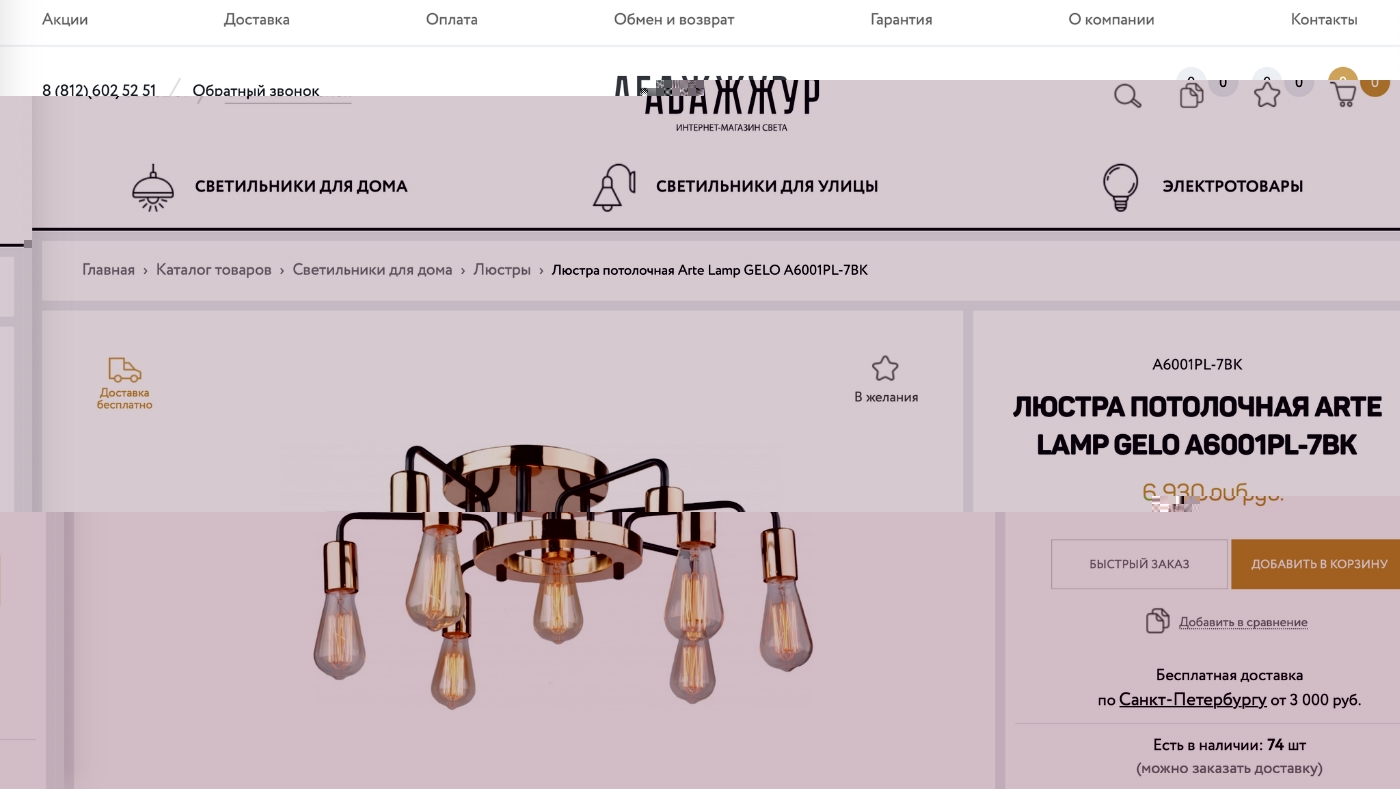 Акции Доставка Оплата Обмен и возврат Гарантия О компании Контакты
8 (812) 602 52 51 Обратный звонок
АБАЖЖУР
0 0 0
ИНТЕРНЕТ-МАГАЗИН СВЕТА
СВЕТИЛЬНИКИ ДЛЯ ДОМА СВЕТИЛЬНИКИ ДЛЯ УЛИЦЫ ЭЛЕКТРОТОВАРЫ
Главная › Каталог товаров › Светильники для дома › Люстры › Люстра потолочная Arte Lamp GELO A6001PL-7BK
Доставка
бесплатно
В желания
A6001PL-7BK
ЛЮСТРА ПОТОЛОЧНАЯ ARTE
LAMP GELO A6001PL-7BK
6 930 руб
БЫСТРЫЙ ЗАКАЗ ДОБАВИТЬ В КОРЗИНУ
Добавить в сравнение
Бесплатная доставка
по Санкт-Петербургу от 3 000 руб.
Есть в наличии: 74 шт
(можно заказать доставку)